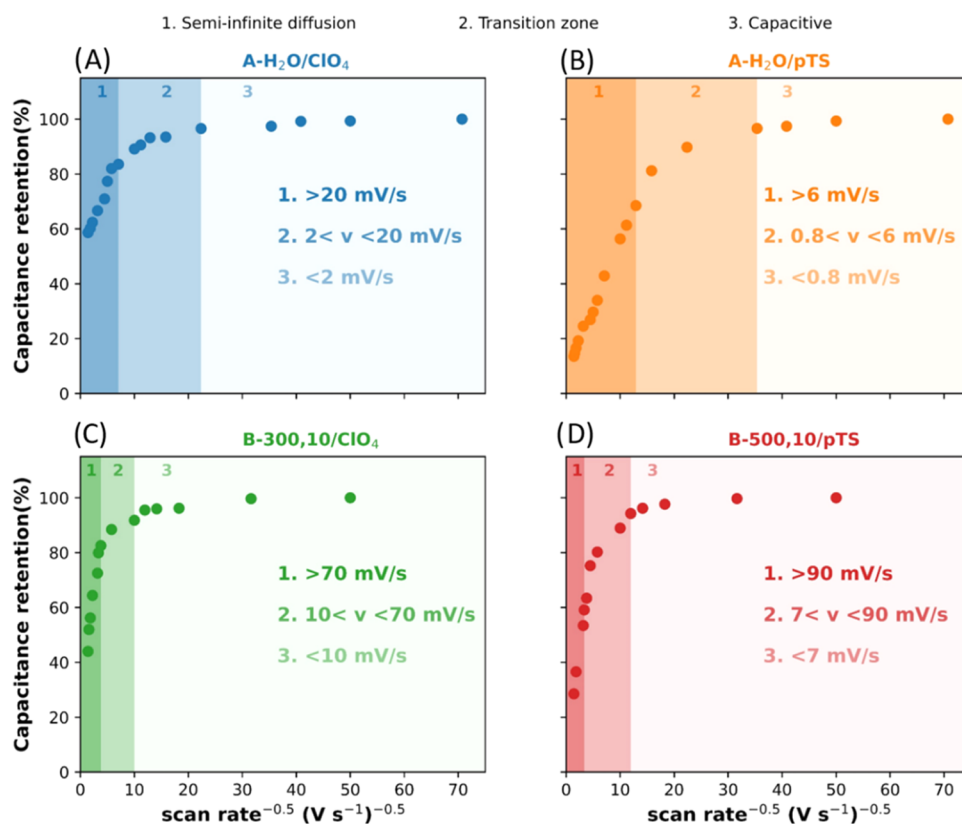 1. Semi-infinite diffusion 2. Transition zone 3. Capacitive
(A) A-H₂O/ClO₄
1 2 3
Capacitance retention(%)
100
80
60
40
20
0
1. >20 mV/s
2. 2< v <20 mV/s
3. <2 mV/s
(B) A-H₂O/pTS
1 2 3
1. >6 mV/s
2. 0.8< v <6 mV/s
3. <0.8 mV/s
(C) B-300,10/ClO₄
1 2 3
Capacitance retention(%)
100
80
60
40
20
0
1. >70 mV/s
2. 10< v <70 mV/s
3. <10 mV/s
0 10 20 30 40 50 60 70
scan rate⁻⁰·⁵ (V s⁻¹)⁻⁰·⁵
(D) B-500,10/pTS
1 2 3
1. >90 mV/s
2. 7< v <90 mV/s
3. <7 mV/s
0 10 20 30 40 50 60 70
scan rate⁻⁰·⁵ (V s⁻¹)⁻⁰·⁵